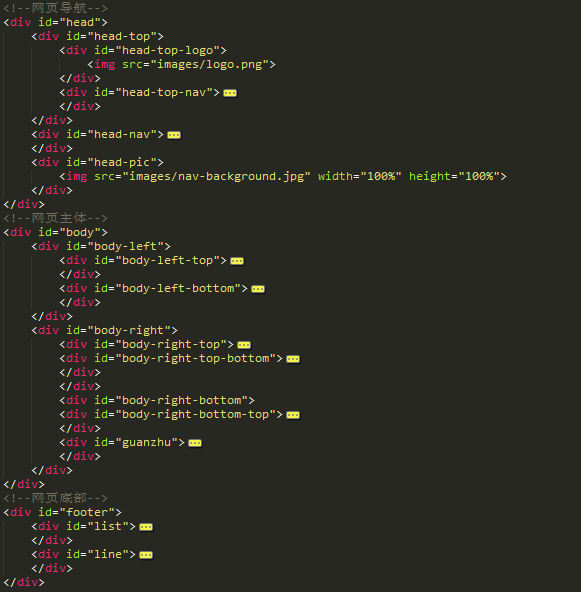 <!--网页导航-->
<div id="head">
    <div id="head-top">
        <div id="head-top-logo">
            <img src="images/logo.png">
        </div>
        <div id="head-top-nav">
        </div>
    </div>
    <div id="head-nav">
    </div>
    <div id="head-pic">
        <img src="images/nav-background.jpg" width="100%" height="100%">
    </div>
</div>
<!--网页主体-->
<div id="body">
    <div id="body-left">
        <div id="body-left-top">
        </div>
        <div id="body-left-bottom">
        </div>
    </div>
    <div id="body-right">
        <div id="body-right-top">
        <div id="body-right-top-bottom">
        </div>
        </div>
        <div id="body-right-bottom">
        <div id="body-right-bottom-top">
        </div>
        <div id="guanzhu">
        </div>
    </div>
</div>
<!--网页底部-->
<div id="footer">
    <div id="list">
    </div>
    <div id="line">
    </div>
</div>